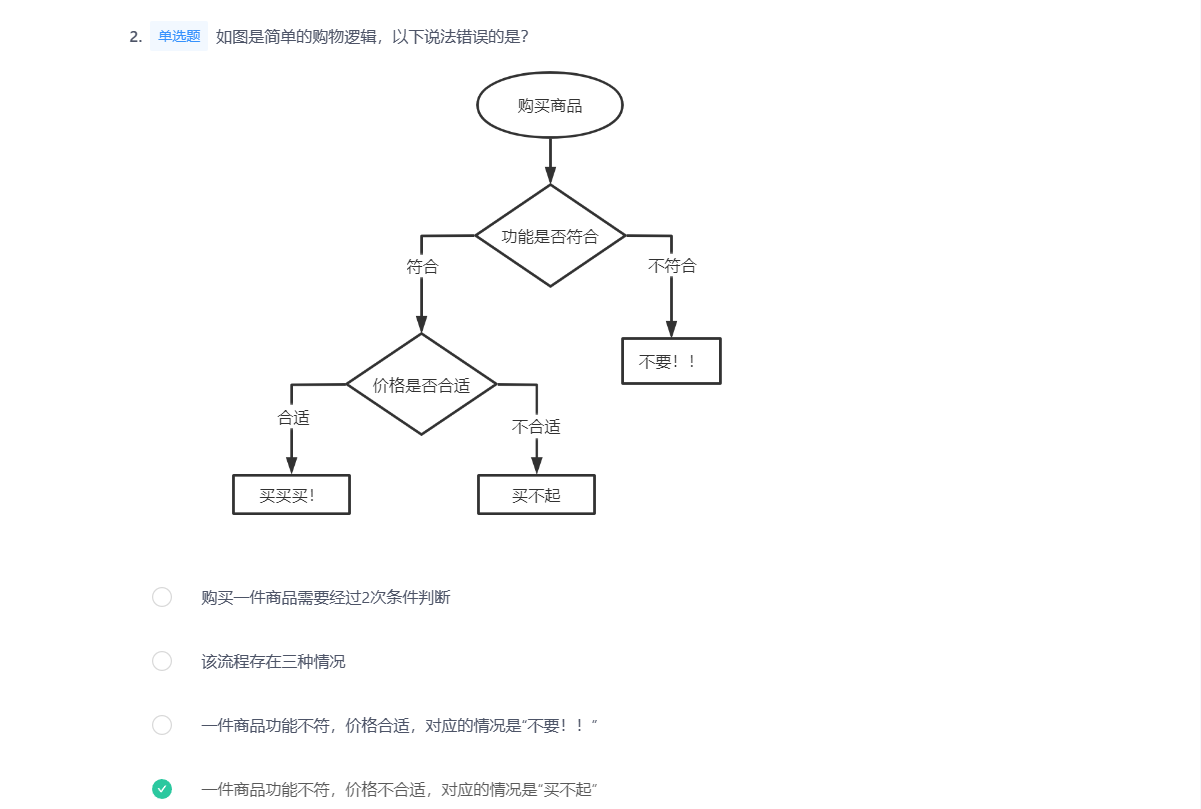 2. 单选题 如图是简单的购物逻辑，以下说法错误的是？
购买商品
功能是否符合
符合
不符合
不要！！
价格是否合适
合适
不合适
买买买！
买不起
购买一件商品需要经过2次条件判断
该流程存在三种情况
一件商品功能不符，价格合适，对应的情况是“不要！！“
一件商品功能不符，价格不合适，对应的情况是“买不起”